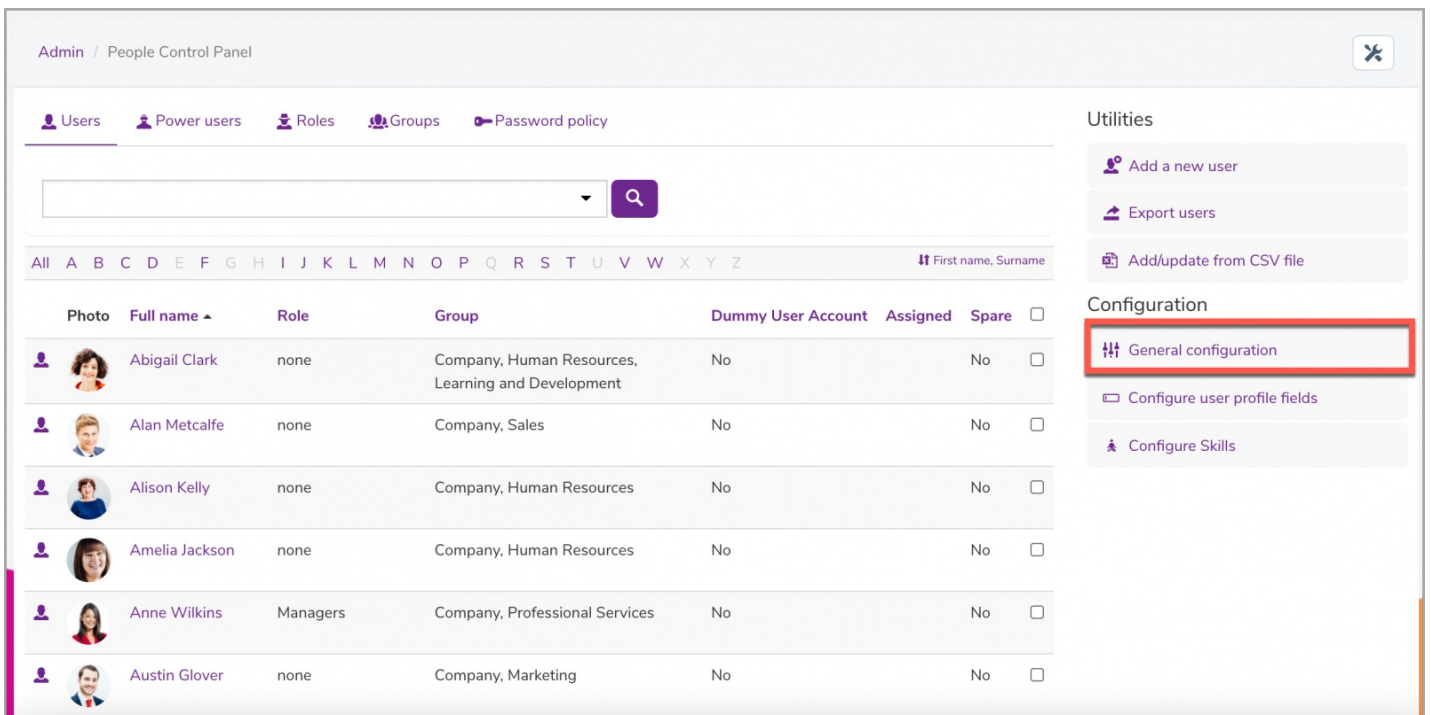 Admin / People Control Panel
Users Power users Roles Groups Password policy
All A B C D E F G H I J K L M N O P Q R S T U V W X Y Z First name, Surname
Photo Full name Role Group Dummy User Account Assigned Spare
Abigail Clark none Company, Human Resources, No No
Learning and Development
Alan Metcalfe none Company, Sales No No
Alison Kelly none Company, Human Resources No No
Amelia Jackson none Company, Human Resources No No
Anne Wilkins Managers Company, Professional Services No No
Austin Glover none Company, Marketing No No
Utilities
Add a new user
Export users
Add/update from CSV file
Configuration
General configuration
Configure user profile fields
Configure Skills